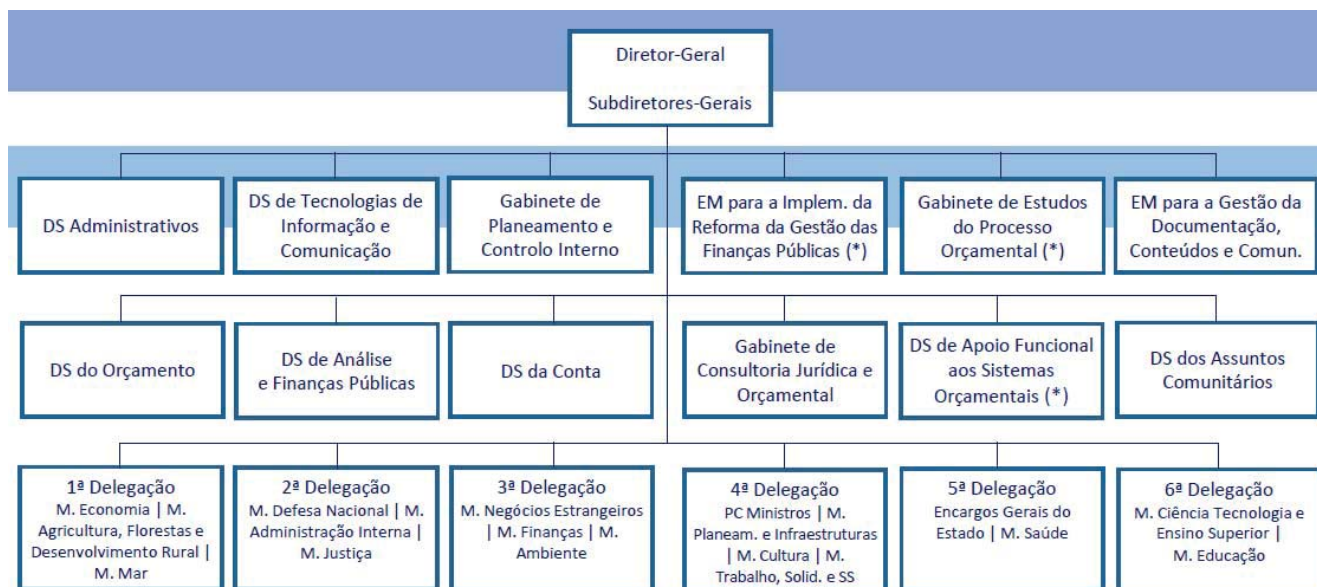 Diretor-Geral
Subdiretores-Gerais
DS Administrativos
DS de Tecnologias de
Informação e
Comunicação
Gabinete de
Planeamento e
Controlo Interno
EM para a Implem. da
Reforma da Gestão das
Finanças Públicas (*)
Gabinete de Estudos
do Processo
Orçamental (*)
EM para a Gestão da
Documentação,
Conteúdos e Comun.
DS do Orçamento
DS de Análise
e Finanças Públicas
DS da Conta
Gabinete de
Consultoria Jurídica e
Orçamental
DS de Apoio Funcional
aos Sistemas
Orçamentais (*)
DS dos Assuntos
Comunitários
1ª Delegação
M. Economia | M.
Agricultura, Florestas e
Desenvolvimento Rural |
M. Mar
2ª Delegação
M. Defesa Nacional | M.
Administração Interna |
M. Justiça
3ª Delegação
M. Negócios Estrangeiros
| M. Finanças | M.
Ambiente
4ª Delegação
PC Ministros | M.
Planeam. e Infraestruturas
| M. Cultura | M.
Trabalho, Solid. e SS
5ª Delegação
Encargos Gerais do
Estado | M. Saúde
6ª Delegação
M. Ciência Tecnologia e
Ensino Superior |
M. Educação